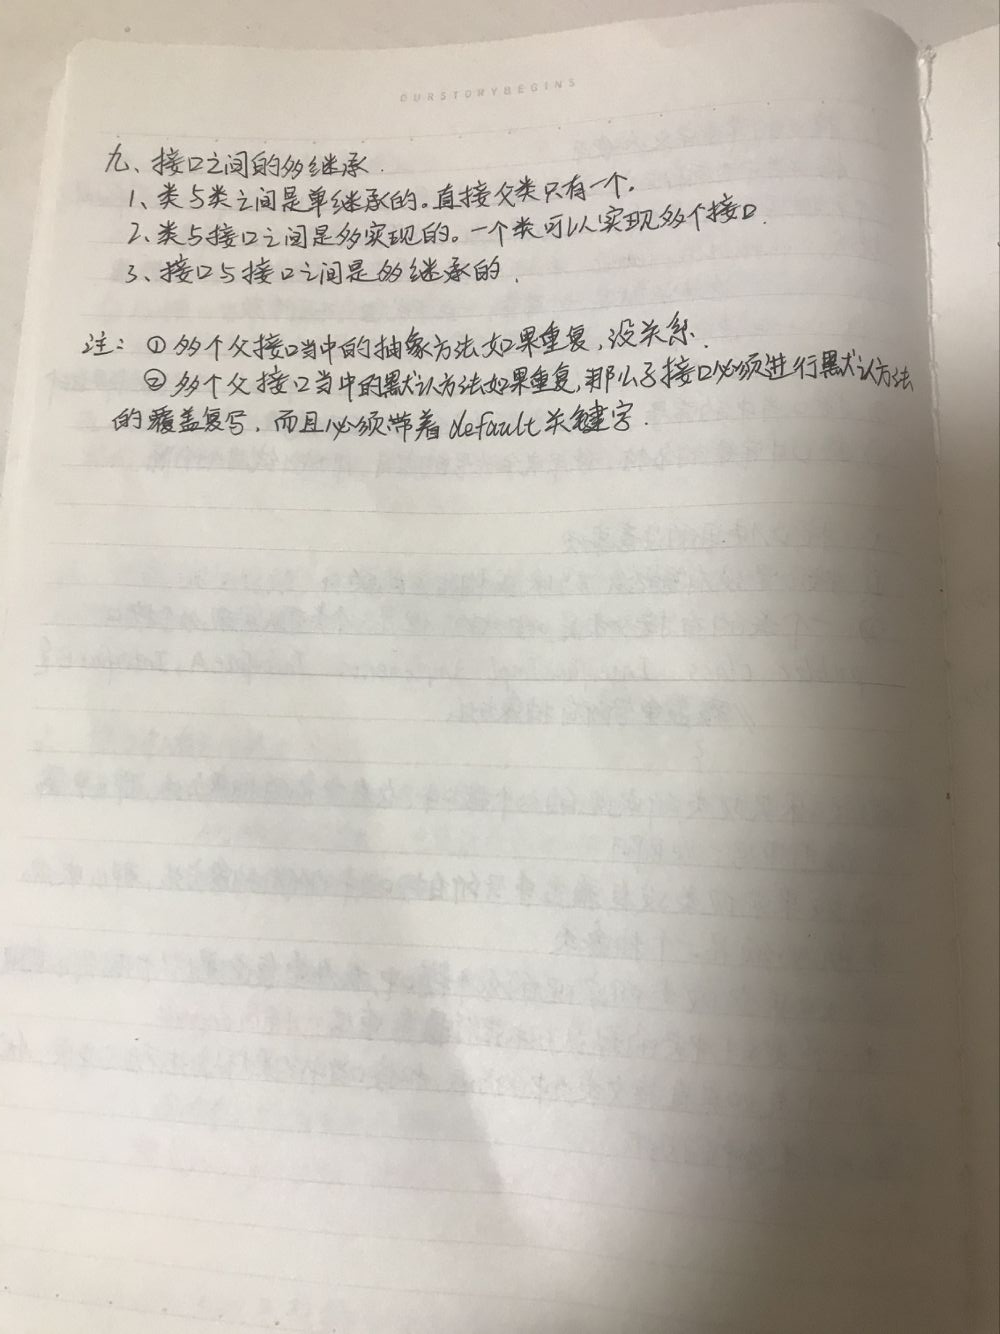 OURSTORYBEGINS
九、接口之间的多继承.
1、类与类之间是单继承的。直接父类只有一个。
2、类与接口之间是多实现的。一个类可以实现多个接口.
3、接口与接口之间是多继承的.
注：①多个父接口当中的抽象方法如果重复，没关系.
②多个父接口当中的默认方法如果重复，那么子接口必须进行默认方法
的覆盖复写，而且必须带着default关键字.